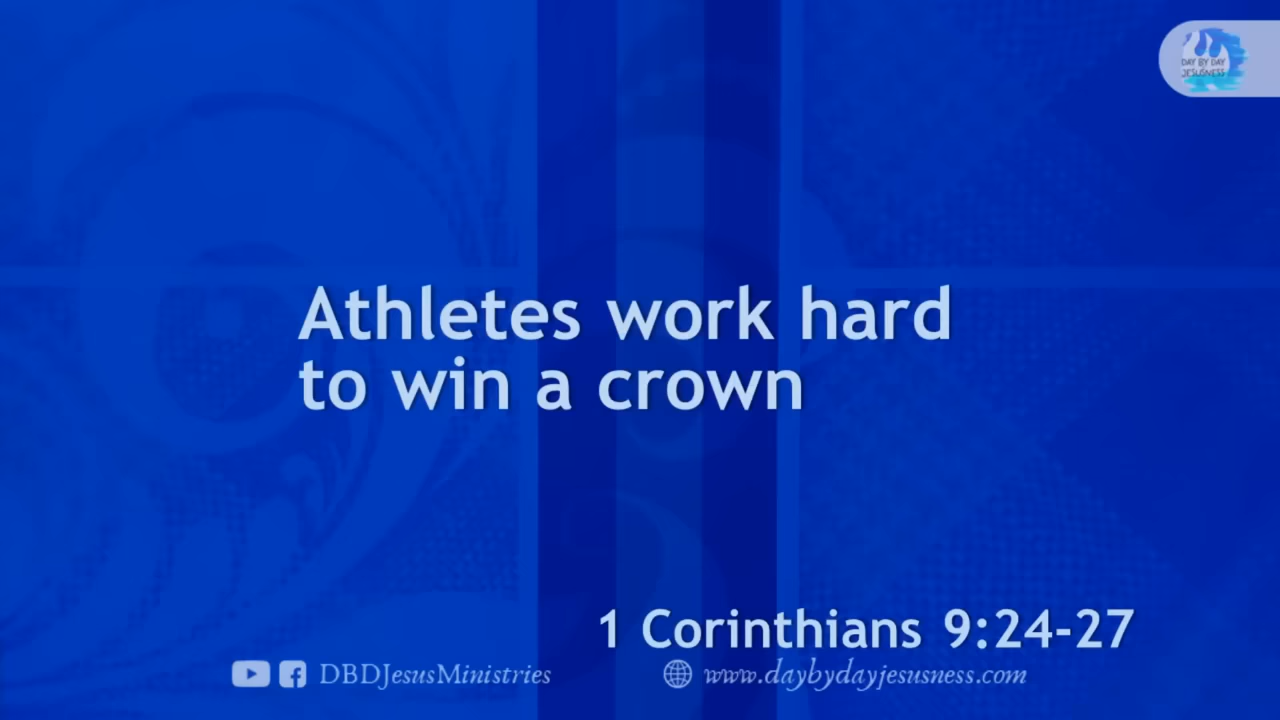 DAY BY DAY
JESUSNESS
Athletes work hard
to win a crown
1 Corinthians 9:24-27
DBDJesusMinistries
www.daybydayjesusness.com